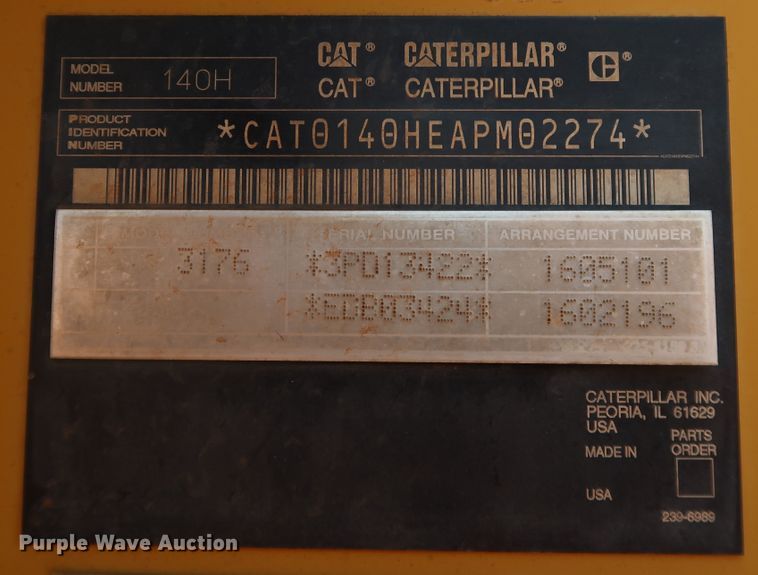 MODEL NUMBER 140H
CAT® CATERPILLAR®
CAT® CATERPILLAR®
PRODUCT IDENTIFICATION NUMBER *CAT0140HEAPM02274*
SERIAL NUMBER ARRANGEMENT NUMBER
3176 *3PD13422* 1605101
*EDB03424* 1602196
CATERPILLAR INC.
PEORIA, IL 61629
USA
MADE IN
USA
PARTS ORDER
239-6989
Purple Wave Auction